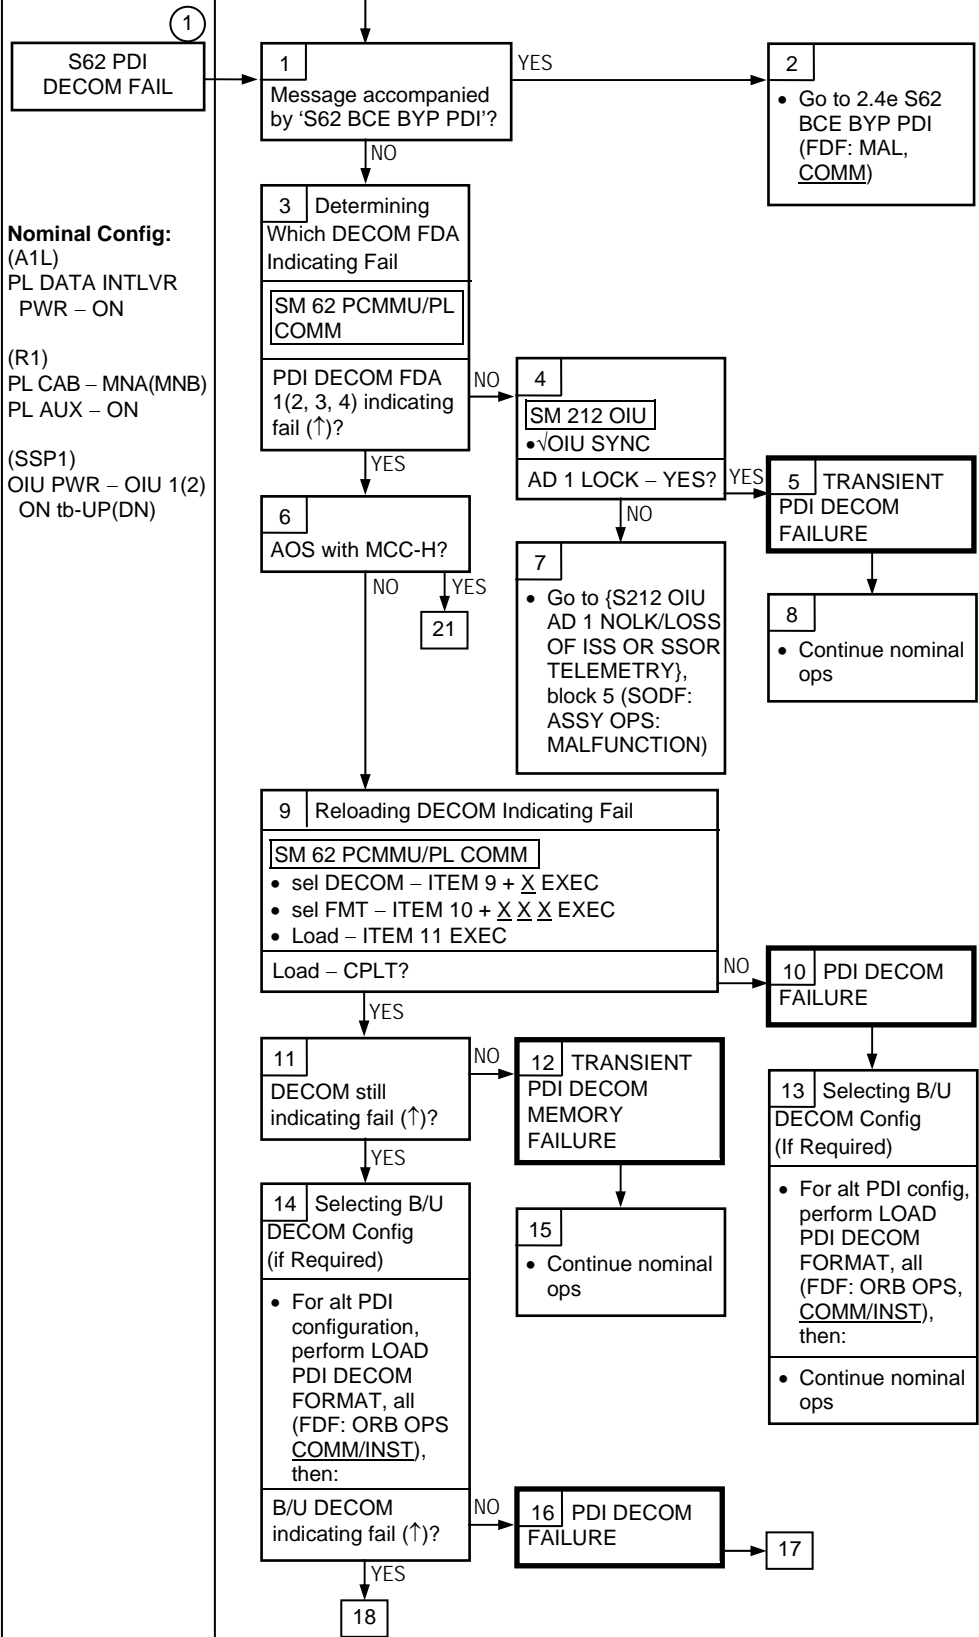 1
S62 PDI
DECOM FAIL
Nominal Config:
(A1L)
PL DATA INTLVR
PWR – ON
(R1)
PL CAB – MNA(MNB)
PL AUX – ON
(SSP1)
OIU PWR – OIU 1(2)
ON tb-UP(DN)
1
Message accompanied
by 'S62 BCE BYP PDI'?
YES
NO
2
• Go to 2.4e S62
BCE BYP PDI
(FDF: MAL,
COMM)
3 Determining
Which DECOM FDA
Indicating Fail
SM 62 PCMMU/PL
COMM
PDI DECOM FDA
1(2, 3, 4) indicating
fail (↑)?
NO
YES
4
SM 212 OIU
•√OIU SYNC
AD 1 LOCK – YES?
YES
NO
5 TRANSIENT
PDI DECOM
FAILURE
6
AOS with MCC-H?
NO
YES
21
7
• Go to {S212 OIU
AD 1 NOLK/LOSS
OF ISS OR SSOR
TELEMETRY},
block 5 (SODF:
ASSY OPS:
MALFUNCTION)
8
• Continue nominal
ops
9 Reloading DECOM Indicating Fail
SM 62 PCMMU/PL COMM
• sel DECOM – ITEM 9 + X EXEC
• sel FMT – ITEM 10 + X X X EXEC
• Load – ITEM 11 EXEC
Load – CPLT?
NO
YES
10 PDI DECOM
FAILURE
11
DECOM still
indicating fail (↑)?
NO
YES
12 TRANSIENT
PDI DECOM
MEMORY
FAILURE
13 Selecting B/U
DECOM Config
(If Required)
• For alt PDI config,
perform LOAD
PDI DECOM
FORMAT, all
(FDF: ORB OPS,
COMM/INST),
then:
• Continue nominal
ops
14 Selecting B/U
DECOM Config
(if Required)
• For alt PDI
configuration,
perform LOAD
PDI DECOM
FORMAT, all
(FDF: ORB OPS
COMM/INST),
then:
B/U DECOM
indicating fail (↑)?
NO
YES
15
• Continue nominal
ops
16 PDI DECOM
FAILURE
17
18